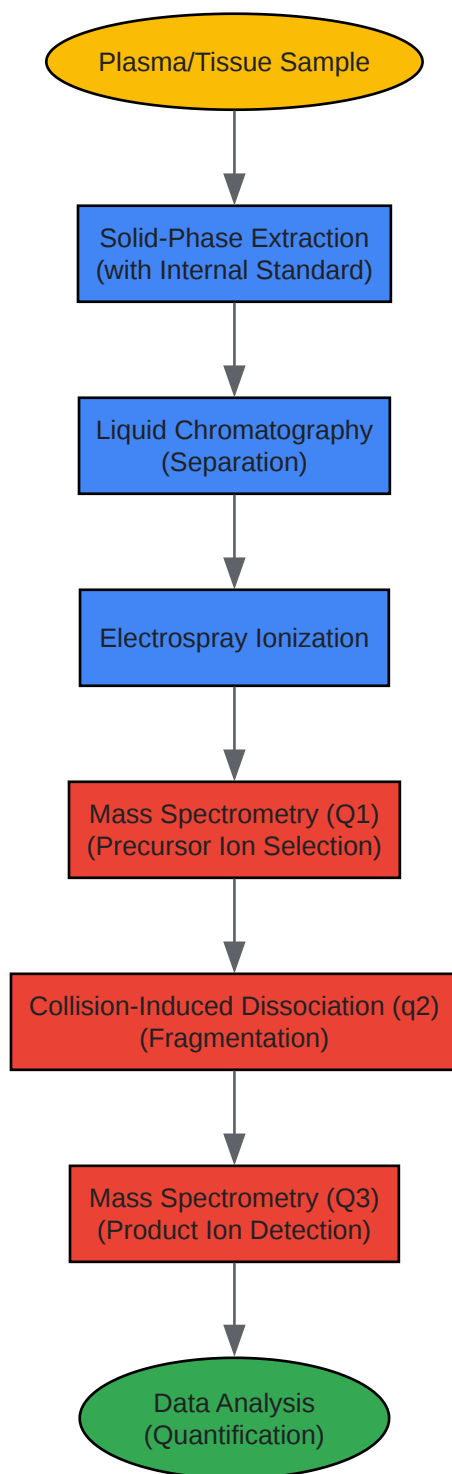 Plasma/Tissue Sample
Solid-Phase Extraction
(with Internal Standard)
Liquid Chromatography
(Separation)
Electrospray Ionization
Mass Spectrometry (Q1)
(Precursor Ion Selection)
Collision-Induced Dissociation (q2)
(Fragmentation)
Mass Spectrometry (Q3)
(Product Ion Detection)
Data Analysis
(Quantification)